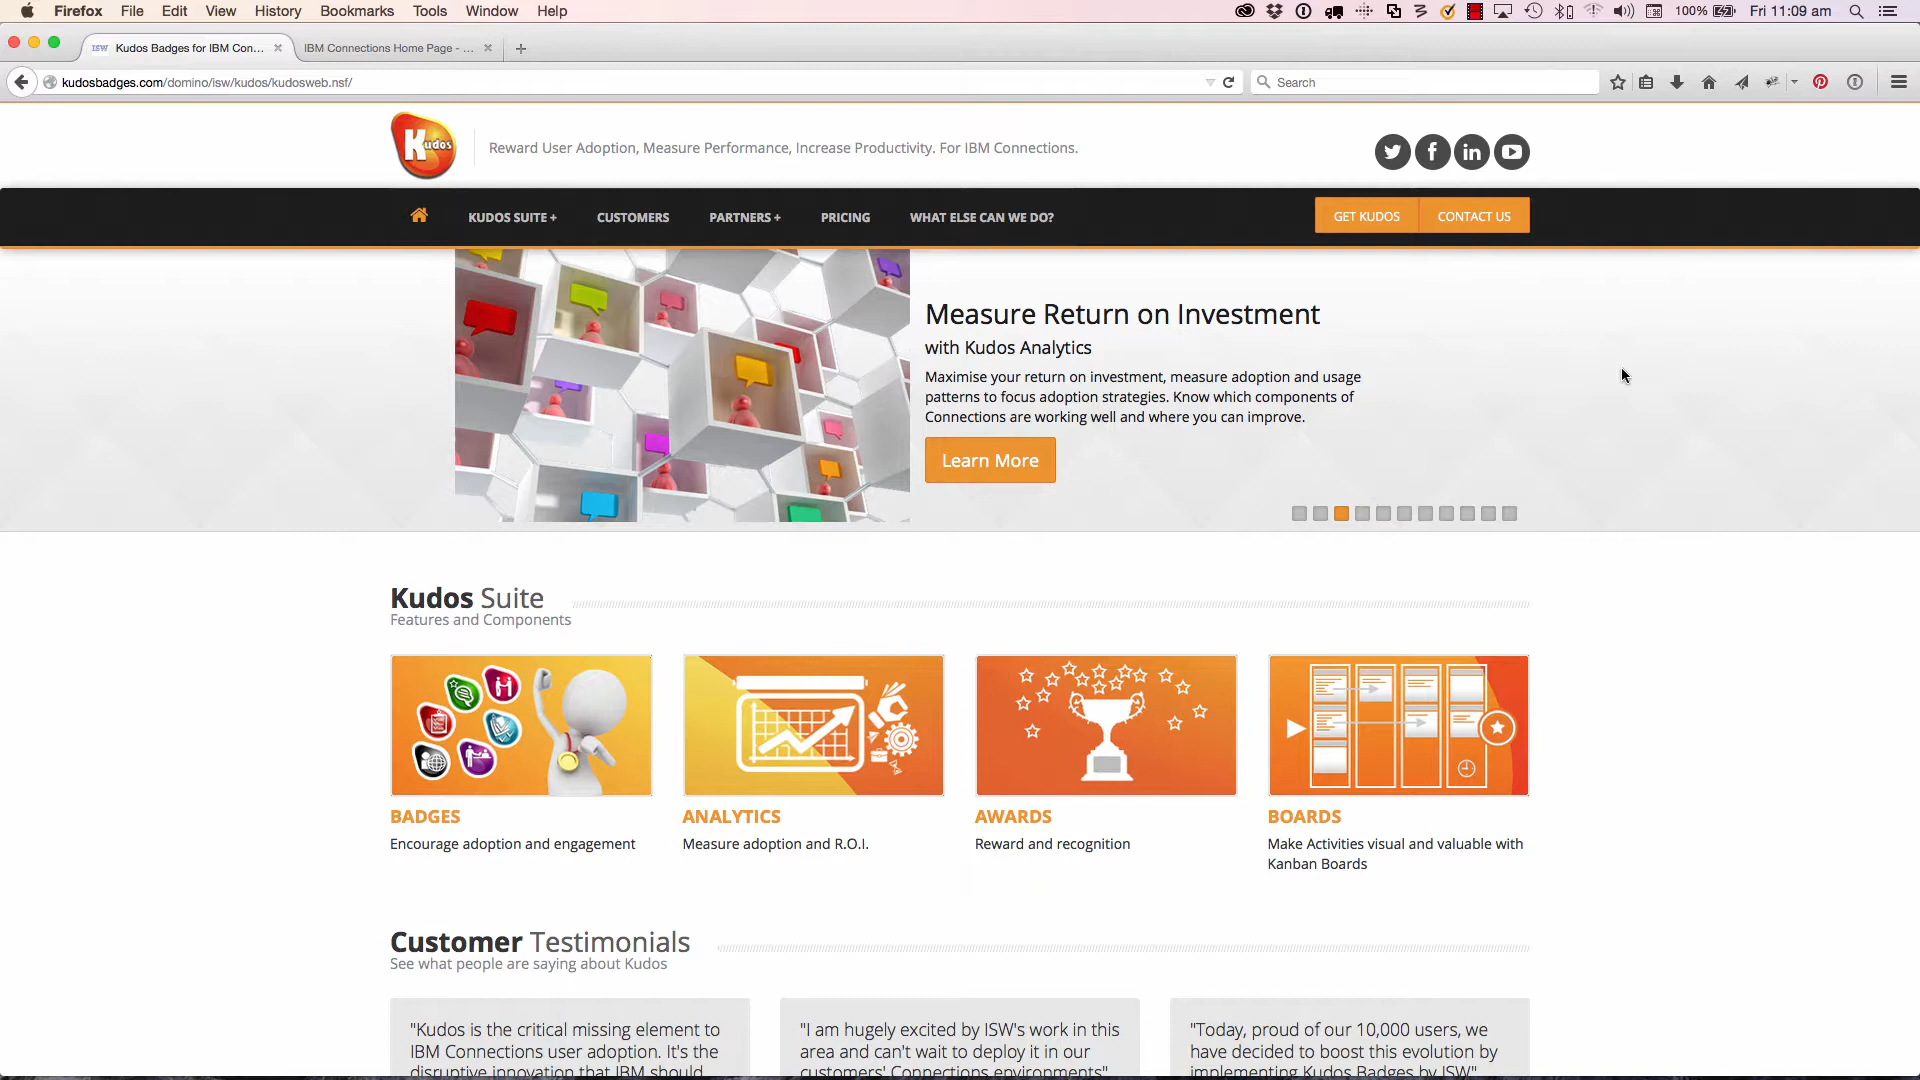 Firefox File Edit View History Bookmarks Tools Window Help 100% Fri 11:09 am
ISW Kudos Badges for IBM Con... IBM Connections Home Page - ...
kudosbadges.com/domino/isw/kudos/kudosweb.nsf/ Search
Kudos Reward User Adoption, Measure Performance, Increase Productivity. For IBM Connections.
KUDOS SUITE + CUSTOMERS PARTNERS + PRICING WHAT ELSE CAN WE DO? GET KUDOS CONTACT US
Measure Return on Investment
with Kudos Analytics
Maximise your return on investment, measure adoption and usage
patterns to focus adoption strategies. Know which components of
Connections are working well and where you can improve.
Learn More
Kudos Suite
Features and Components
BADGES ANALYTICS AWARDS BOARDS
Encourage adoption and engagement Measure adoption and R.O.I. Reward and recognition Make Activities visual and valuable with
Kanban Boards
Customer Testimonials
See what people are saying about Kudos
"Kudos is the critical missing element to
IBM Connections user adoption. It's the
disruptive innovation that IBM should
"I am hugely excited by ISW's work in this
area and can't wait to deploy it in our
customers' Connections environments"
"Today, proud of our 10,000 users, we
have decided to boost this evolution by
implementing Kudos Badges by ISW"